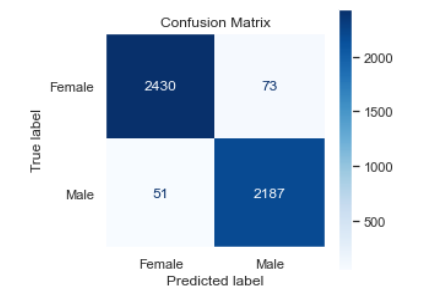 Confusion Matrix
Female
2430
73
Male
51
2187
True label
Female
Male
Predicted label
2000
1500
1000
500